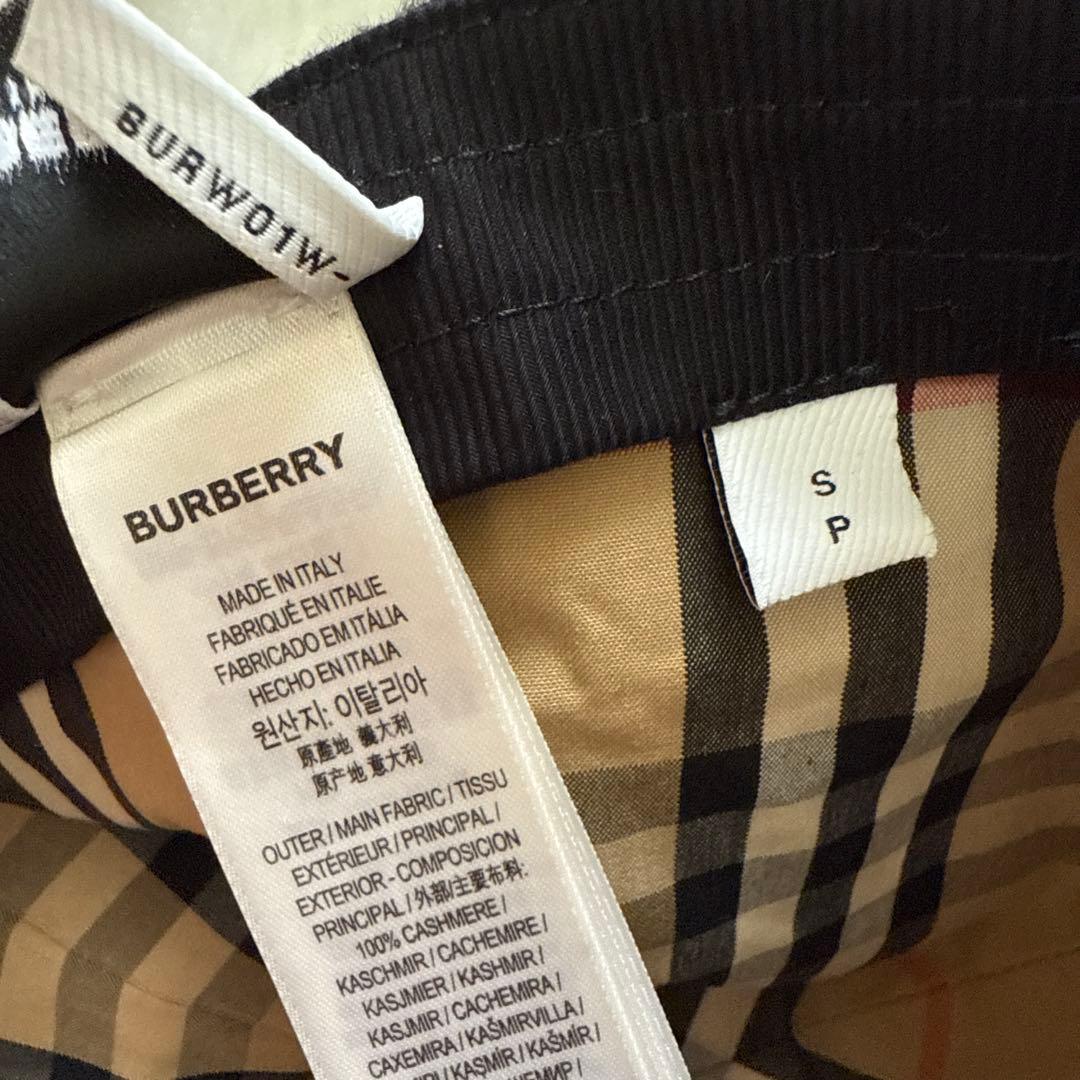 BURW01W-
BURBERRY
MADE IN ITALY
FABRIQUÉ EN ITALIE
FABRICADO EM ITÁLIA
HECHO EN ITALIA
원산지: 이탈리아
原產地 義大利
原产地 意大利
OUTER / MAIN FABRIC / TISSU
EXTÉRIEUR / PRINCIPAL /
EXTERIOR - COMPOSICION
PRINCIPAL / 外部/主要布料:
100% CASHMERE /
KASCHMIR / CACHEMIRE /
KASJMIER / KASHMIR /
KASJMIR / CACHEMIRA /
CAXEMIRA / KAŠMIRVILLA /
KAŞMİR / KAŠMÍR /
S
P